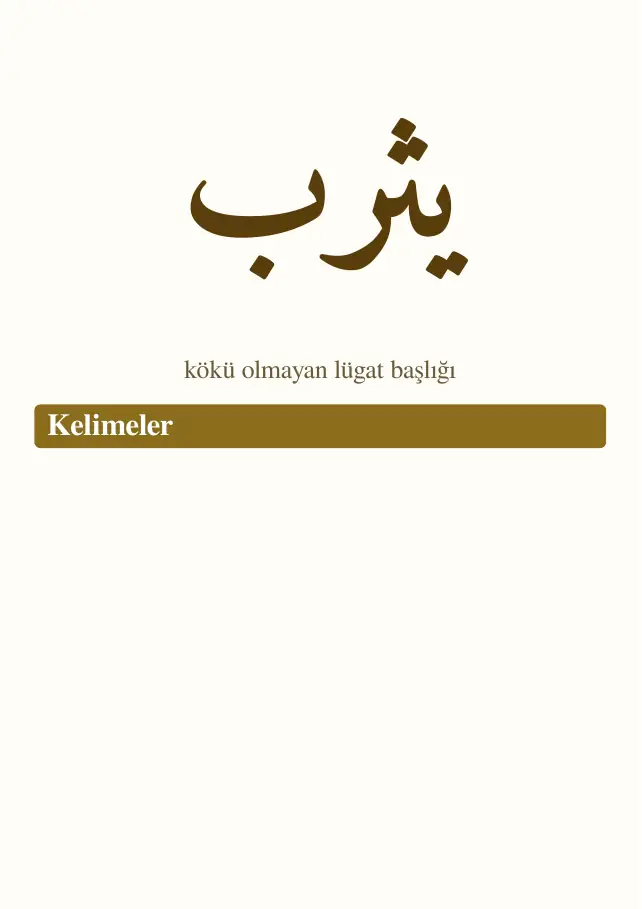 يثرب
kökü olmayan lügat başlığı
Kelimeler